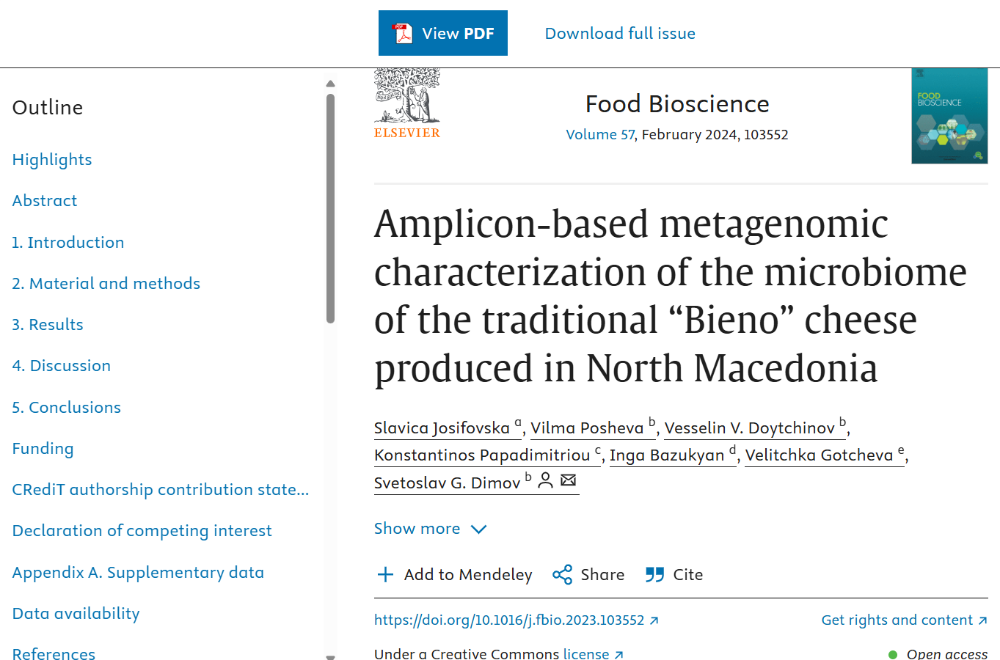 View PDF
Download full issue
Outline
Highlights
Abstract
1. Introduction
2. Material and methods
3. Results
4. Discussion
5. Conclusions
Funding
CRediT authorship contribution state...
Declaration of competing interest
Appendix A. Supplementary data
Data availability
References
ELSEVIER
Food Bioscience
Volume 57, February 2024, 103552
FOOD
BIOSCIENCE
Amplicon-based metagenomic
characterization of the microbiome
of the traditional “Bieno” cheese
produced in North Macedonia
Slavica Josifovska a, Vilma Posheva b, Vesselin V. Doytchinov b,
Konstantinos Papadimitriou c, Inga Bazukyan d, Velitchka Gotcheva e,
Svetoslav G. Dimov b
Show more
Add to Mendeley
Share
Cite
https://doi.org/10.1016/j.fbio.2023.103552
Get rights and content
Under a Creative Commons license
Open access